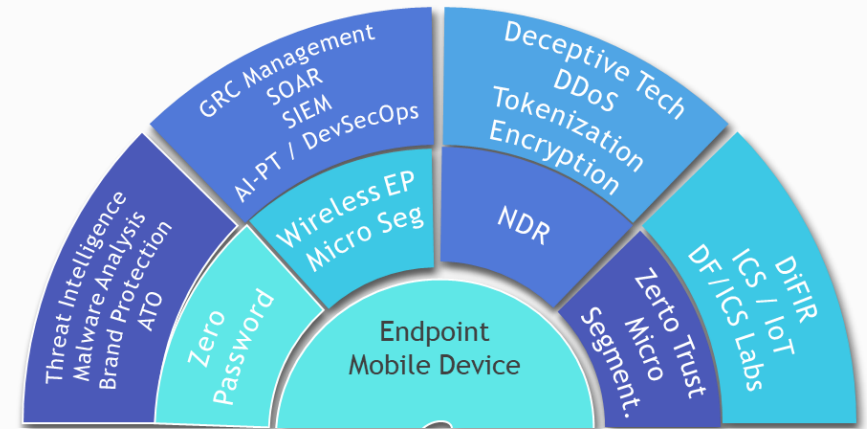 Threat Intelligence
Malware Analysis
Brand Protection
ATO
GRC Management
SOAR
SIEM
AI-PT / DevSecOps
Deceptive Tech
DDoS
Tokenization
Encryption
DiFIR
ICS / IoT
DF/ICS Labs
Zero
Password
Wireless EP
Micro Seg
NDR
Zerto Trust
Micro
Segment.
Endpoint
Mobile Device